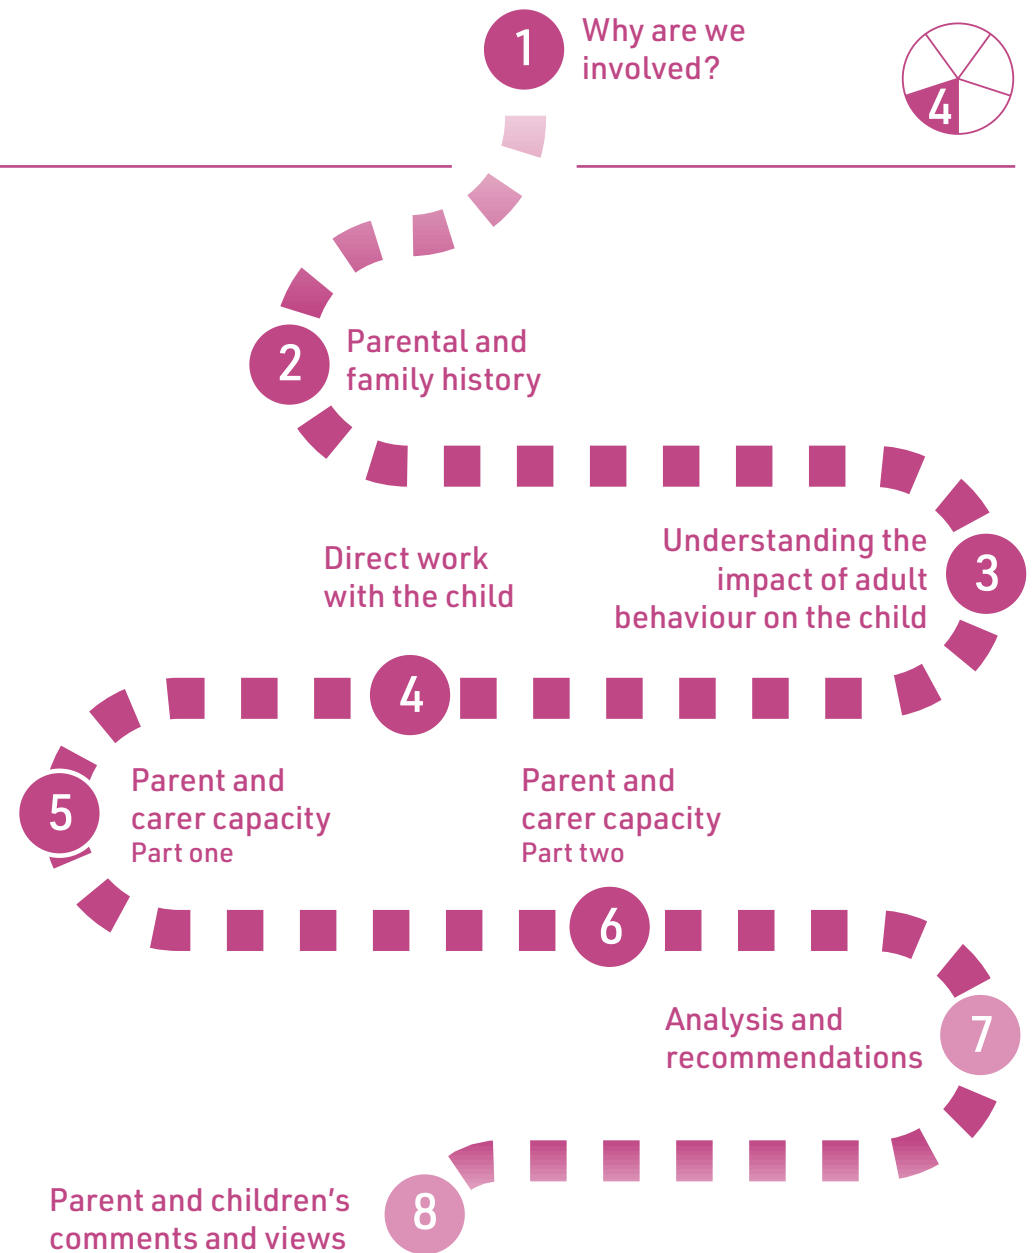 1
Why are we
involved?
4
2
Parental and
family history
3
Understanding the
impact of adult
behaviour on the child
4
Direct work
with the child
5
Parent and
carer capacity
Part one
6
Parent and
carer capacity
Part two
7
Analysis and
recommendations
8
Parent and children’s
comments and views